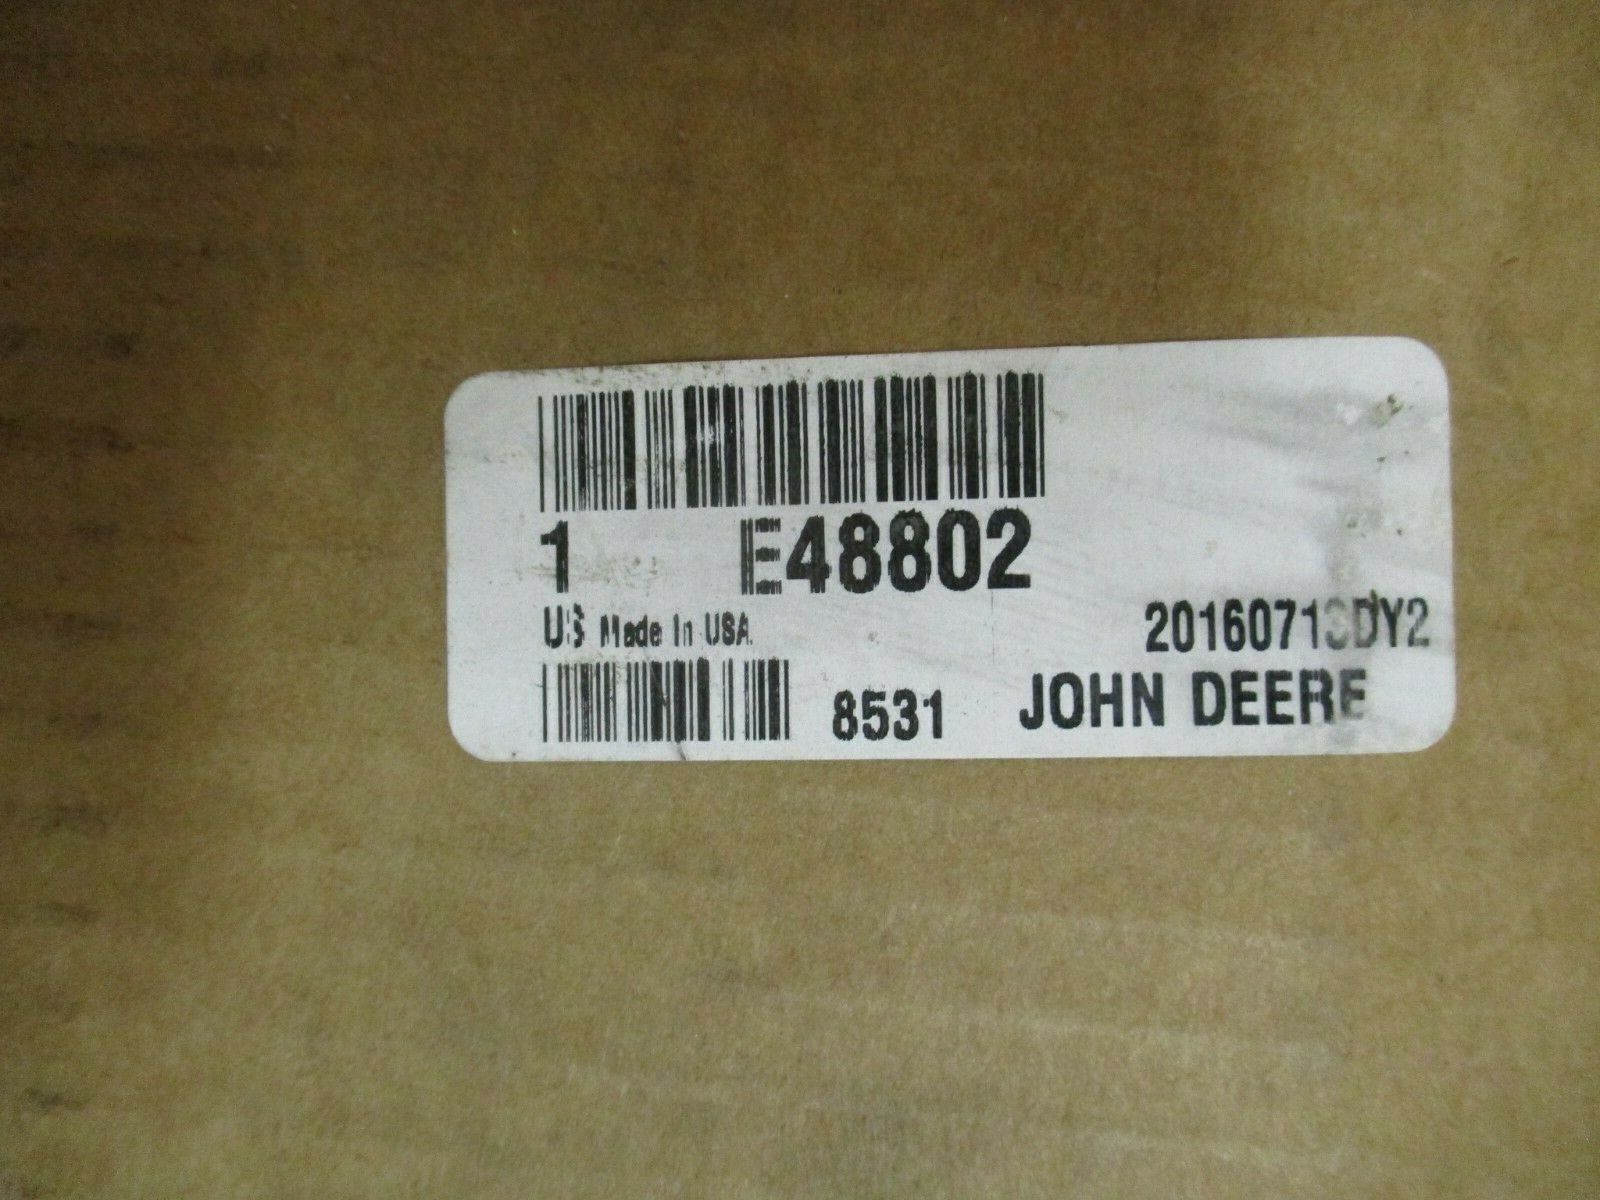 1 E48802
US Made In USA
20160713DY2
8531 JOHN DEERE